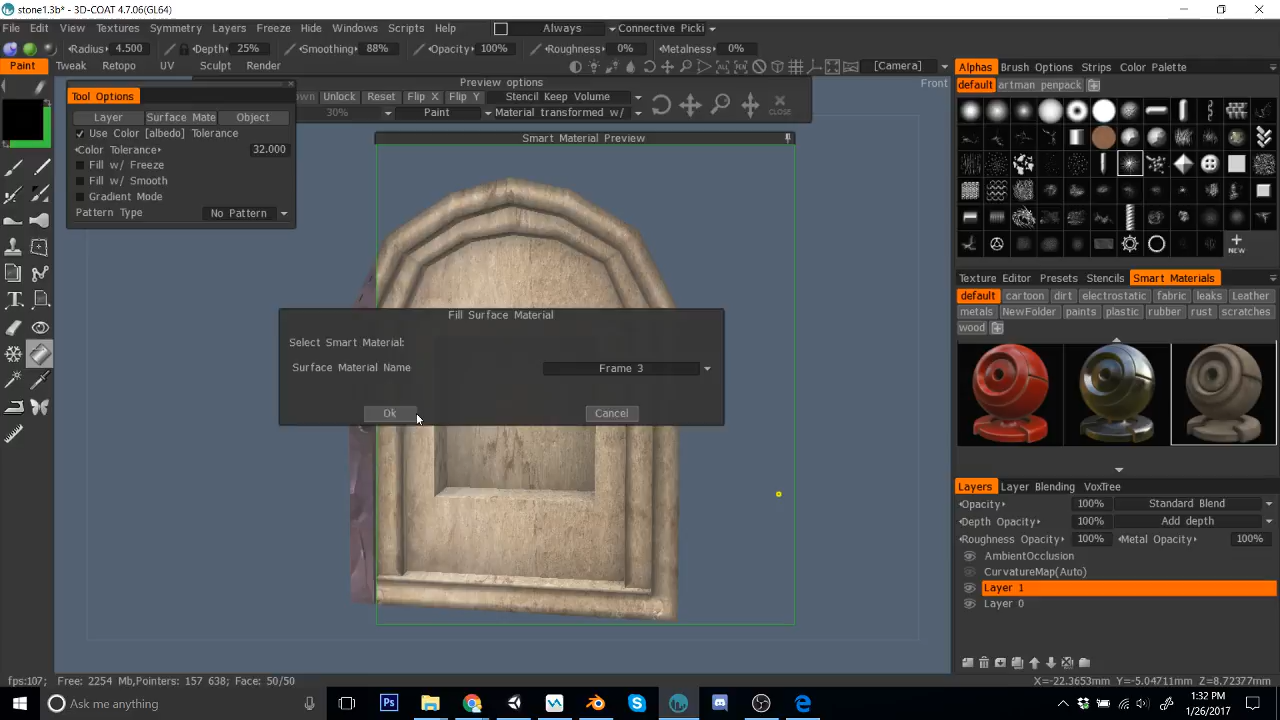 stone1.3b* - 3D-COAT 4.7.06(GL64)
File Edit View Textures Symmetry Layers Freeze Hide Windows Scripts Help Always Connective Picki
Radius 4.500 Depth 25% Smoothing 88% Opacity 100% Roughness 0% Metalness 0%
Paint Tweak Retopo UV Sculpt Render [Camera]
Alphas Brush Options Strips Color Palette
default artman penpack
Preview options
Front
Unlock Reset Flip X Flip Y Stencil Keep Volume
30% Paint Material transformed w/ CLOSE
Tool Options
Layer Surface Mate Object
Use Color [albedo] Tolerance
Color Tolerance 32.000
Fill w/ Freeze
Fill w/ Smooth
Gradient Mode
Pattern Type No Pattern
Smart Material Preview
NEW
Fill Surface Material
Select Smart Material:
Surface Material Name Frame 3
Ok Cancel
Texture Editor Presets Stencils Smart Materials
default cartoon dirt electrostatic fabric leaks Leather
metals NewFolder paints plastic rubber rust scratches
wood
Layers Layer Blending VoxTree
Opacity 100% Standard Blend
Depth Opacity 100% Add depth
Roughness Opacity 100% Metal Opacity 100%
AmbientOcclusion
CurvatureMap(Auto)
Layer 1
Layer 0
fps:107; Free: 2254 Mb,Pointers: 157 638; Face: 50/50
X=-22.3653mm Y=-5.04711mm Z=8.72377mm
Ask me anything
Ps
S
1:32 PM
1/26/2017